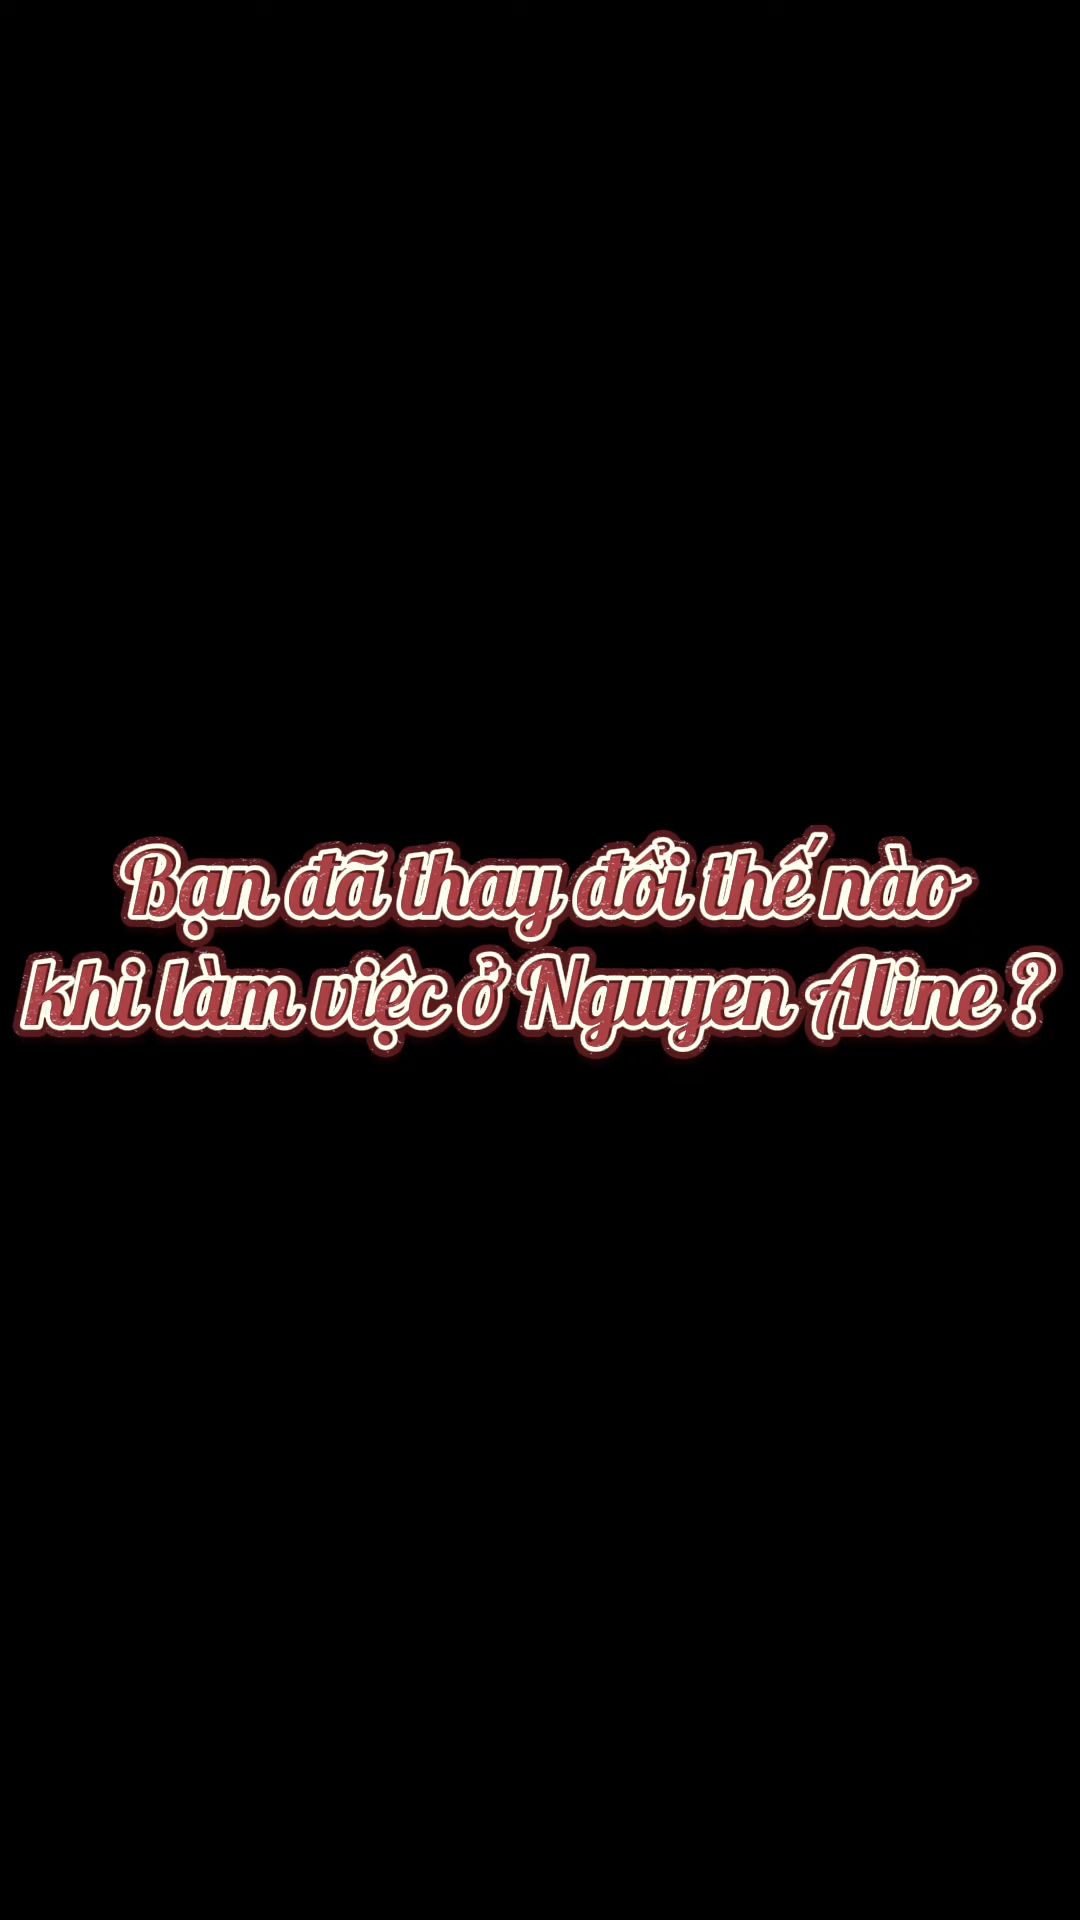 Bạn đã thay đổi thế nào
khi làm việc ở Nguyen Aline ?